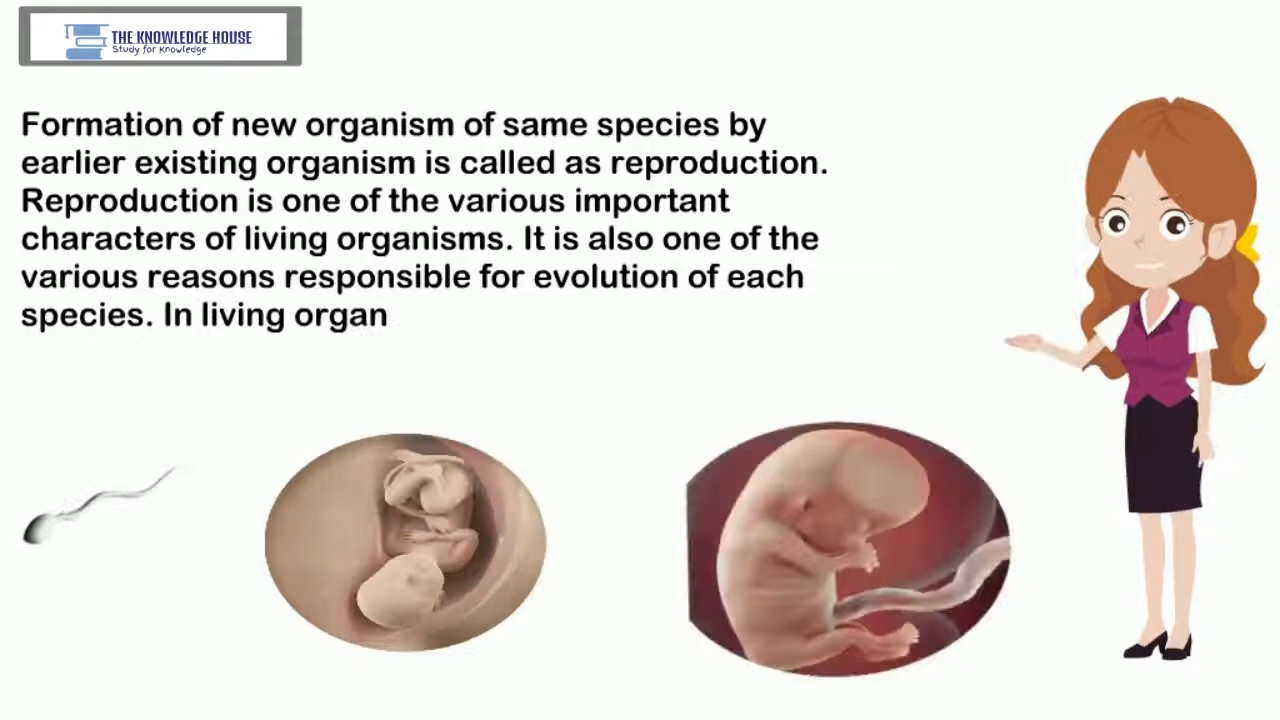 THE KNOWLEDGE HOUSE
Study for Knowledge
Formation of new organism of same species by
earlier existing organism is called as reproduction.
Reproduction is one of the various important
characters of living organisms. It is also one of the
various reasons responsible for evolution of each
species. In living organ